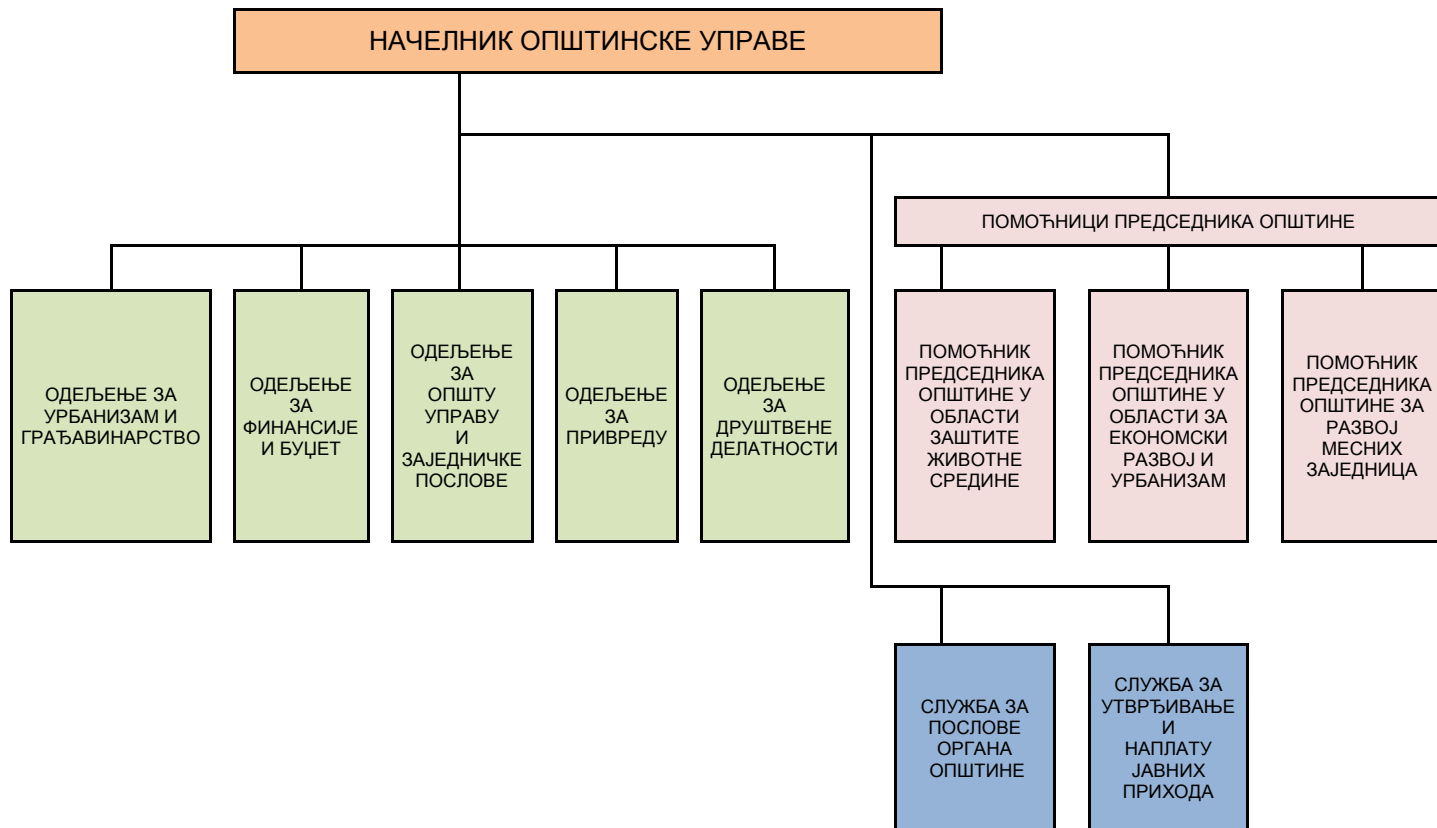 НАЧЕЛНИК ОПШТИНСКЕ УПРАВЕ
ПОМОЋНИЦИ ПРЕДСЕДНИКА ОПШТИНЕ
ОДЕЉЕЊЕ ЗА
УРБАНИЗАМ И
ГРАЂАВИНАРСТВО
ОДЕЉЕЊЕ
ЗА
ФИНАНСИЈЕ
И БУЏЕТ
ОДЕЉЕЊЕ
ЗА
ОПШТУ
УПРАВУ
И
ЗАЈЕДНИЧКЕ
ПОСЛОВЕ
ОДЕЉЕЊЕ
ЗА
ПРИВРЕДУ
ОДЕЉЕЊЕ
ЗА
ДРУШТВЕНЕ
ДЕЛАТНОСТИ
ПОМОЋНИК
ПРЕДСЕДНИКА
ОПШТИНЕ У
ОБЛАСТИ
ЗАШТИТЕ
ЖИВОТНЕ
СРЕДИНЕ
ПОМОЋНИК
ПРЕДСЕДНИКА
ОПШТИНЕ У
ОБЛАСТИ ЗА
ЕКОНОМСКИ
РАЗВОЈ И
УРБАНИЗАМ
ПОМОЋНИК
ПРЕДСЕДНИКА
ОПШТИНЕ ЗА
РАЗВОЈ
МЕСНИХ
ЗАЈЕДНИЦА
СЛУЖБА ЗА
ПОСЛОВЕ
ОРГАНА
ОПШТИНЕ
СЛУЖБА ЗА
УТВРЂИВАЊЕ
И
НАПЛАТУ
ЈАВНИХ
ПРИХОДА